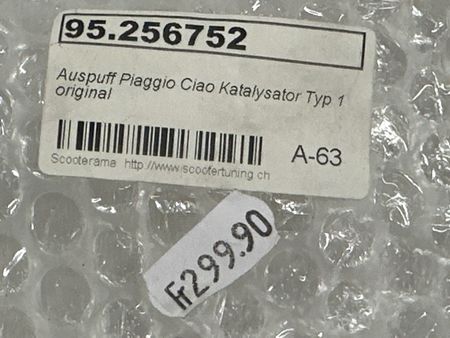 95.256752
Auspuff Piaggio Ciao Katalysator Typ 1
original
A-63
Scooterama http://www.scootertuning.ch
Fr299.90